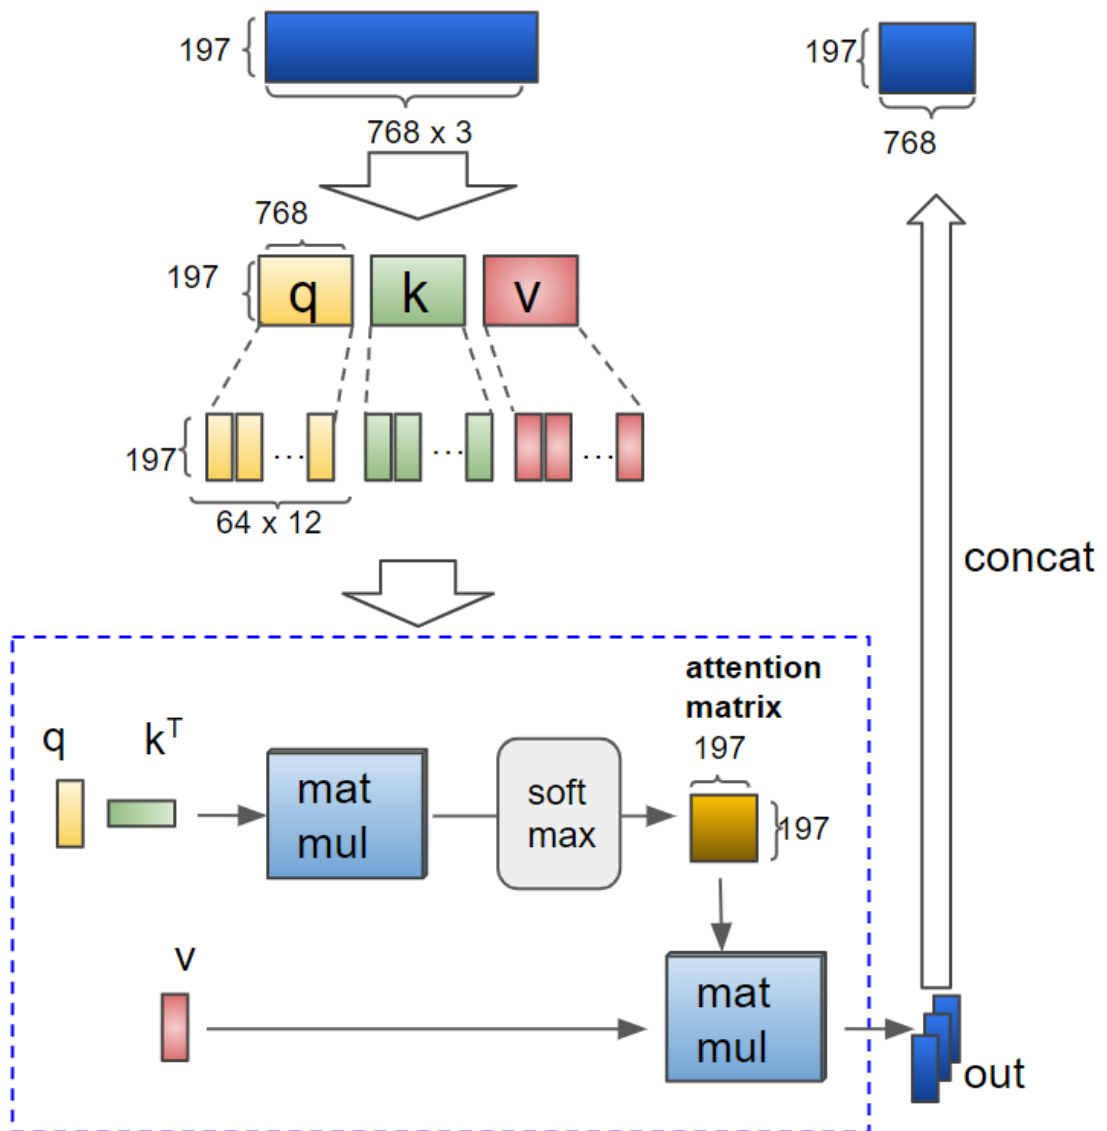 197
768 x 3
197
768
768
197
q
k
v
197
...
...
...
64 x 12
concat
attention
matrix
q
kᵀ
197
mat
mul
soft
max
197
v
mat
mul
out